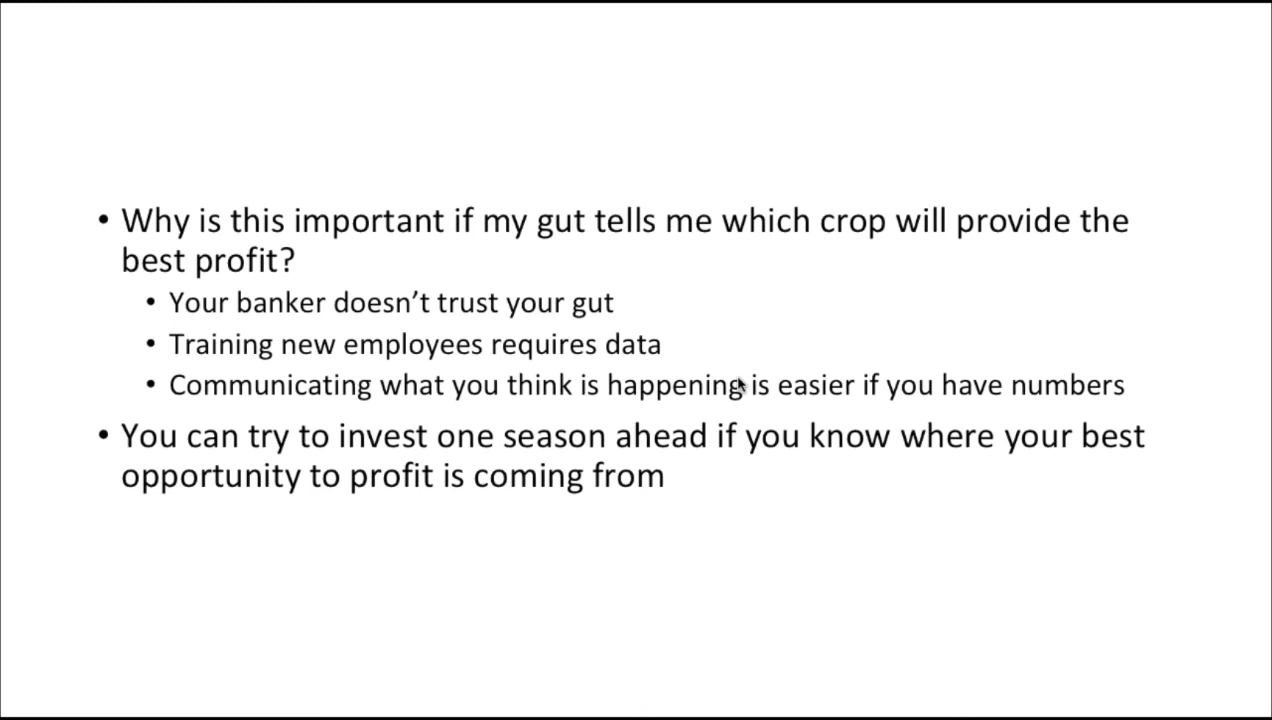 • Why is this important if my gut tells me which crop will provide the
best profit?
• Your banker doesn’t trust your gut
• Training new employees requires data
• Communicating what you think is happening is easier if you have numbers
• You can try to invest one season ahead if you know where your best
opportunity to profit is coming from